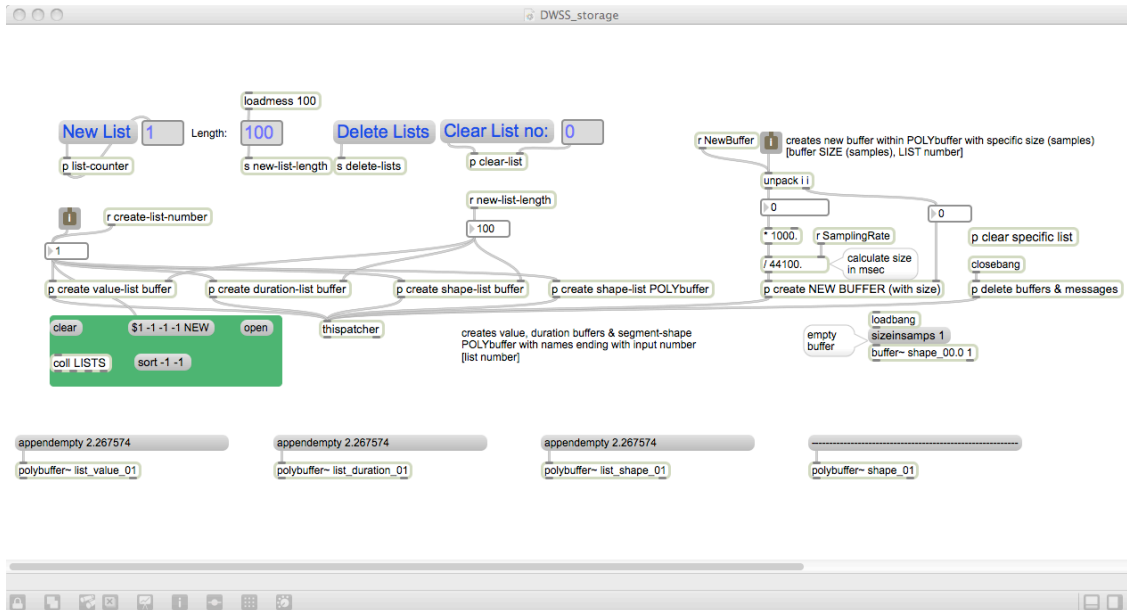 DWSS_storage
loadmess 100
New List
1
Length:
100
Delete Lists
Clear List no:
0
p list-counter
s new-list-length
s delete-lists
p clear-list
r NewBuffer
i
creates new buffer within POLYbuffer with specific size (samples)
[buffer SIZE (samples), LIST number]
unpack i i
0
0
* 1000.
r SamplingRate
/ 44100.
calculate size
in msec
p clear specific list
closebang
i
r create-list-number
r new-list-length
1
100
p create value-list buffer
p create duration-list buffer
p create shape-list buffer
p create shape-list POLYbuffer
p create NEW BUFFER (with size)
p delete buffers & messages
clear
$1 -1 -1 -1 NEW
open
coll LISTS
sort -1 -1
thispatcher
creates value, duration buffers & segment-shape
POLYbuffer with names ending with input number
[list number]
empty
buffer
loadbang
sizeinsamps 1
buffer~ shape_00.0 1
appendempty 2.267574
polybuffer~ list_value_01
appendempty 2.267574
polybuffer~ list_duration_01
appendempty 2.267574
polybuffer~ list_shape_01
----------------------------------------------------------
polybuffer~ shape_01